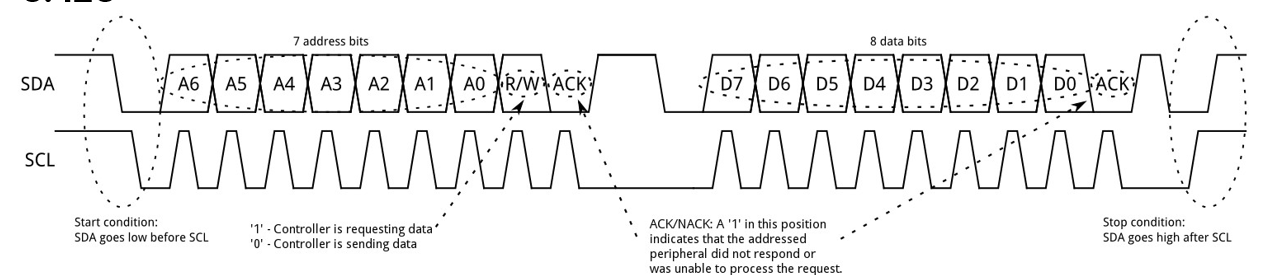 7 address bits
8 data bits
SDA
A6
A5
A4
A3
A2
A1
A0
R/W
ACK
D7
D6
D5
D4
D3
D2
D1
D0
ACK
SCL
Start condition:
SDA goes low before SCL
'1' - Controller is requesting data
'0' - Controller is sending data
ACK/NACK: A '1' in this position
indicates that the addressed
peripheral did not respond or
was unable to process the request.
Stop condition:
SDA goes high after SCL